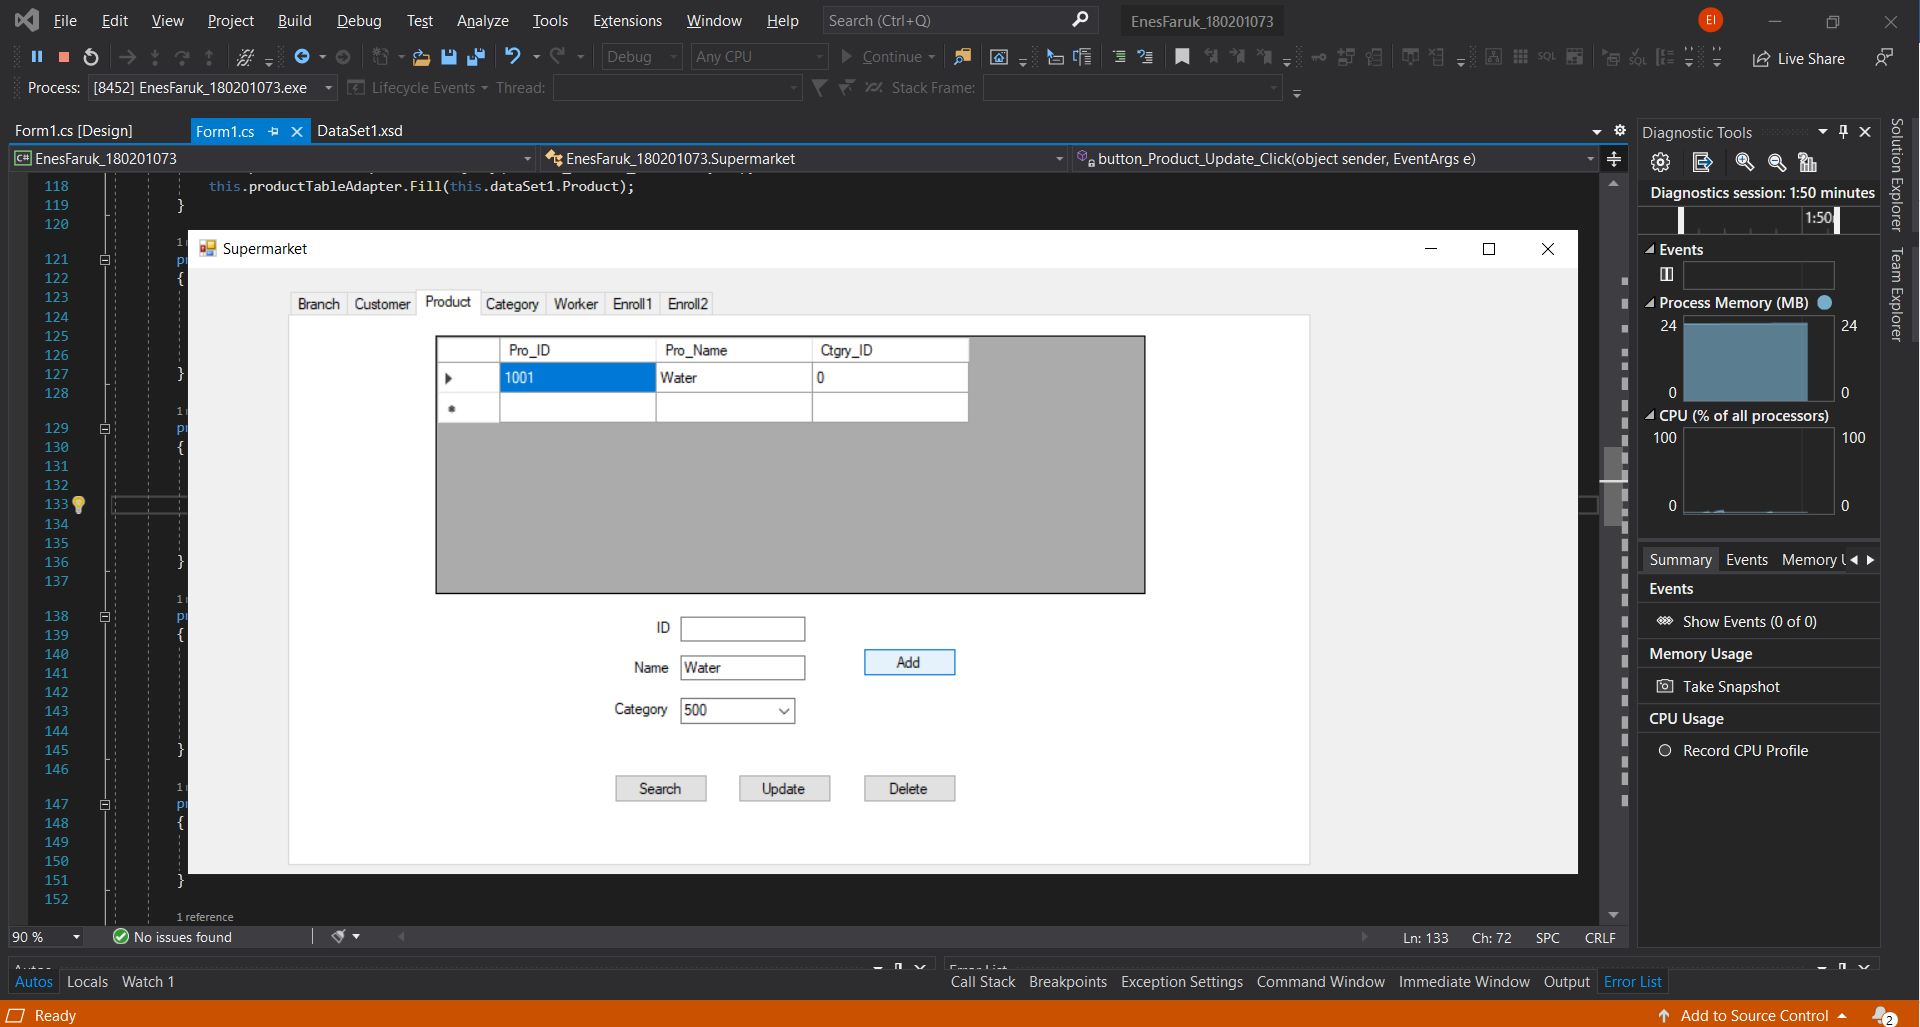 File Edit View Project Build Debug Test Analyze Tools Extensions Window Help Search (Ctrl+Q) EnesFaruk_180201073 EI
Debug Any CPU Continue SQL SQL Live Share
Process: [8452] EnesFaruk_180201073.exe Lifecycle Events Thread: Stack Frame:
Form1.cs [Design] Form1.cs DataSet1.xsd
C# EnesFaruk_180201073 EnesFaruk_180201073.Supermarket button_Product_Update_Click(object sender, EventArgs e)
118 this.productTableAdapter.Fill(this.dataSet1.Product);
119 }
120
121
122 {
123
124
125
126
127 }
128
129
130 {
131
132
133
134
135
136 }
137
138
139 {
140
141
142
143
144
145 }
146
147
148 {
149
150
151 }
152
1 reference
Supermarket
Branch Customer Product Category Worker Enroll1 Enroll2
Pro_ID Pro_Name Ctgry_ID
1001 Water 0
ID
Name Water
Add
Category 500
Search Update Delete
Diagnostic Tools
Diagnostics session: 1:50 minutes
1:50
Events
Process Memory (MB)
24 24
0 0
CPU (% of all processors)
100 100
0 0
Summary Events Memory
Events
Show Events (0 of 0)
Memory Usage
Take Snapshot
CPU Usage
Record CPU Profile
Solution Explorer
Team Explorer
90 % No issues found Ln: 133 Ch: 72 SPC CRLF
Autos Error List
Autos Locals Watch 1 Call Stack Breakpoints Exception Settings Command Window Immediate Window Output Error List
Ready Add to Source Control 2